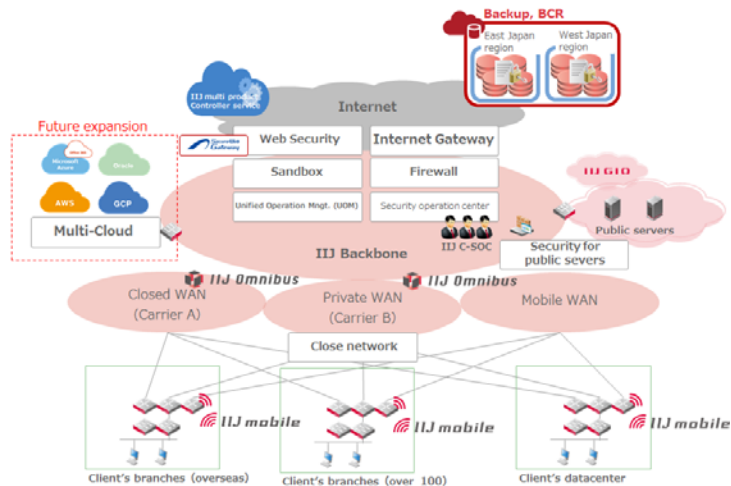 Backup, BCR
East Japan
region
West Japan
region
IIJ multi product
Controller service
Internet
Future expansion
Secure Web
Gateway
Web Security
Internet Gateway
Microsoft
Azure
Oracle
Sandbox
Firewall
IIJ GIO
AWS
GCP
Unified Operation Mngt. (UOM)
Security operation center
Public servers
Multi-Cloud
IIJ C-SOC
IIJ Backbone
Security for
public severs
IIJ Omnibus
IIJ Omnibus
Closed WAN
(Carrier A)
Private WAN
(Carrier B)
Mobile WAN
Close network
IIJ mobile
IIJ mobile
IIJ mobile
Client's branches (overseas)
Client's branches (over 100)
Client's datacenter